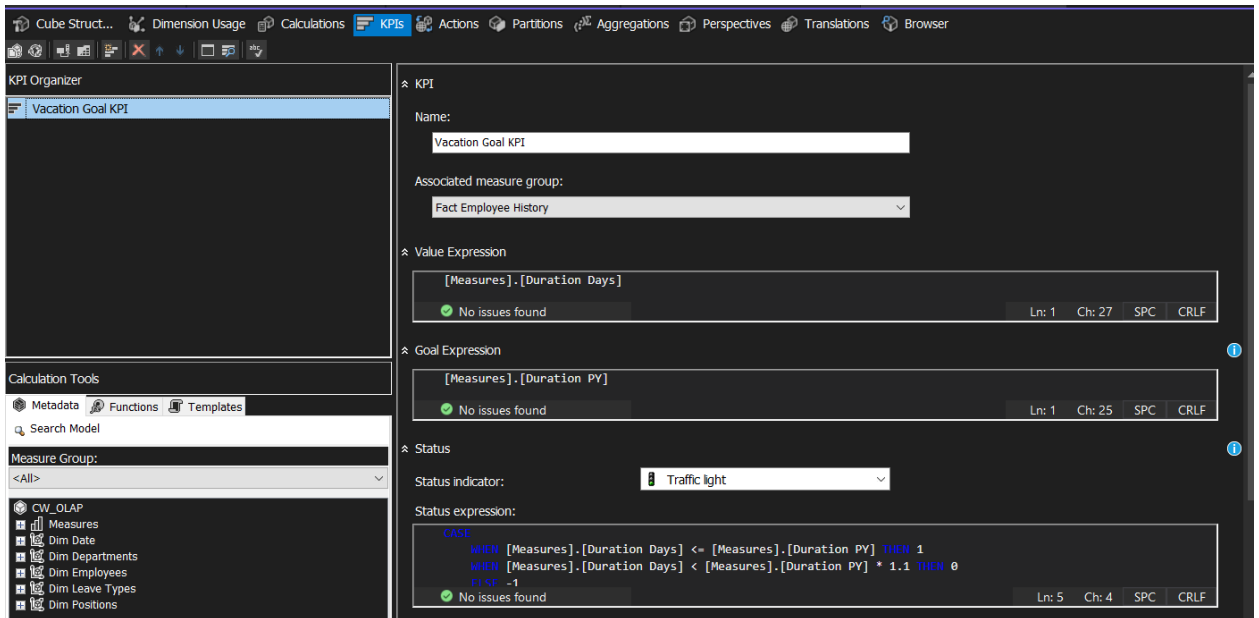 Cube Struct... Dimension Usage Calculations KPIs Actions Partitions Aggregations Perspectives Translations Browser
KPI Organizer
Vacation Goal KPI
Calculation Tools
Metadata Functions Templates
Search Model
Measure Group:
<All>
CW_OLAP
Measures
Dim Date
Dim Departments
Dim Employees
Dim Leave Types
Dim Positions
KPI
Name:
Vacation Goal KPI
Associated measure group:
Fact Employee History
Value Expression
[Measures].[Duration Days]
No issues found Ln: 1 Ch: 27 SPC CRLF
Goal Expression
[Measures].[Duration PY]
No issues found Ln: 1 Ch: 25 SPC CRLF
Status
Status indicator: Traffic light
Status expression:
CASE
WHEN [Measures].[Duration Days] <= [Measures].[Duration PY] THEN 1
WHEN [Measures].[Duration Days] < [Measures].[Duration PY] * 1.1 THEN 0
ELSE -1
No issues found Ln: 5 Ch: 4 SPC CRLF